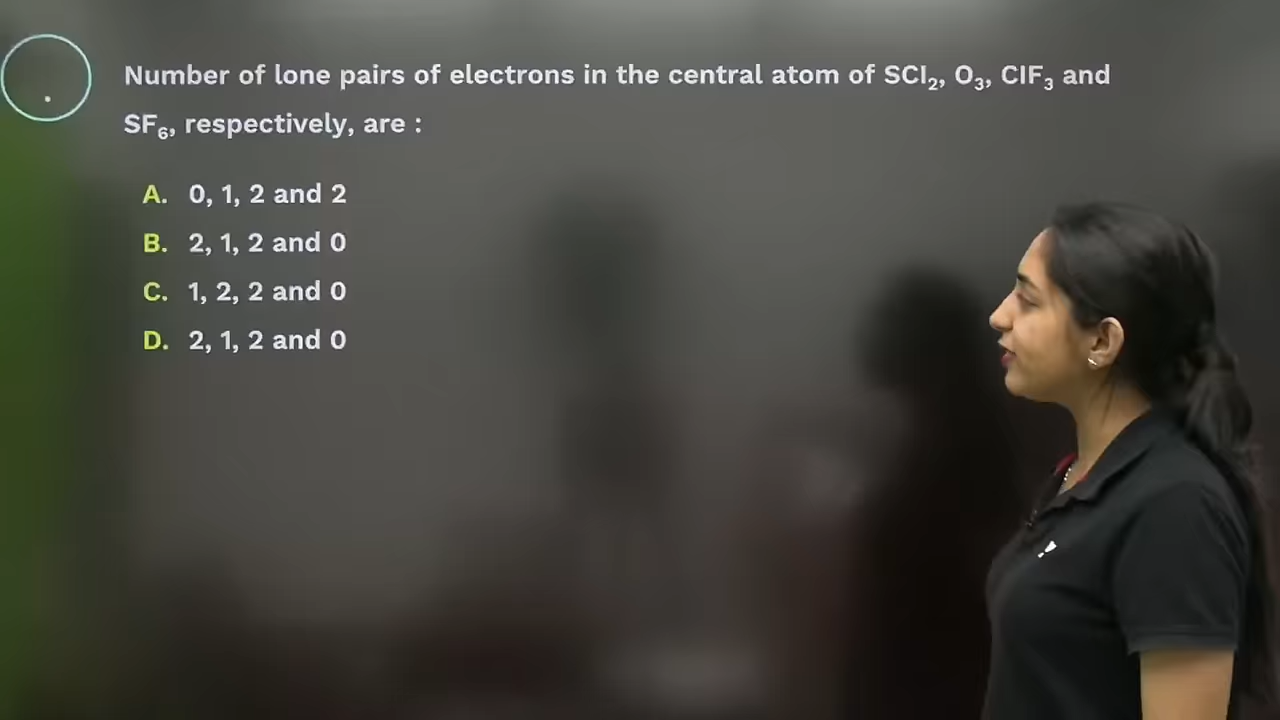 Number of lone pairs of electrons in the central atom of SCl₂, O₃, ClF₃ and
SF₆, respectively, are :
A. 0, 1, 2 and 2
B. 2, 1, 2 and 0
C. 1, 2, 2 and 0
D. 2, 1, 2 and 0